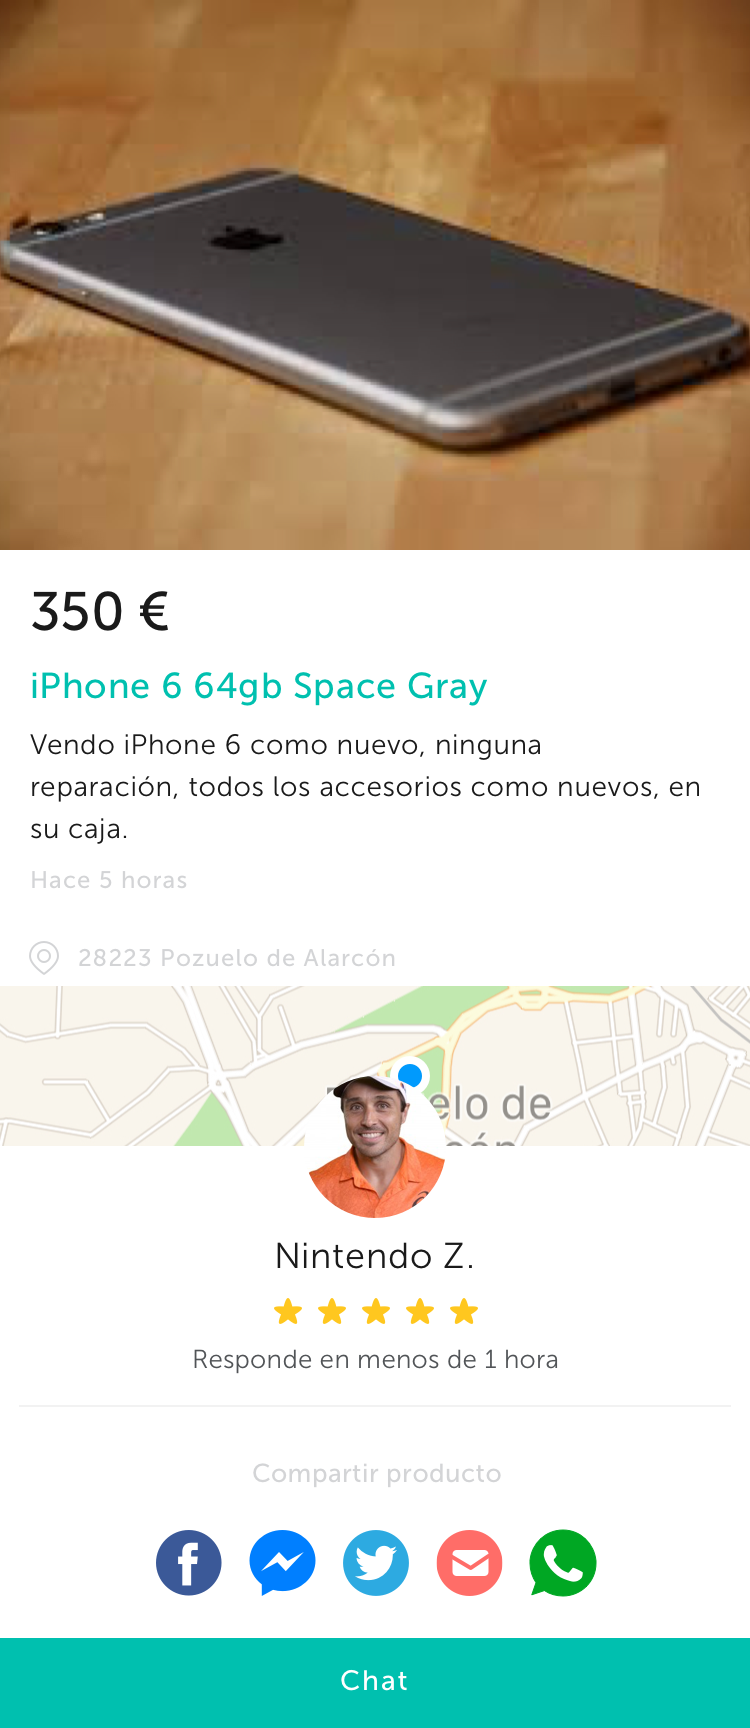 350 €
iPhone 6 64gb Space Gray
Vendo iPhone 6 como nuevo, ninguna
reparación, todos los accesorios como nuevos, en
su caja.
Hace 5 horas
28223 Pozuelo de Alarcón
elo de
Nintendo Z.
Responde en menos de 1 hora
Compartir producto
Chat